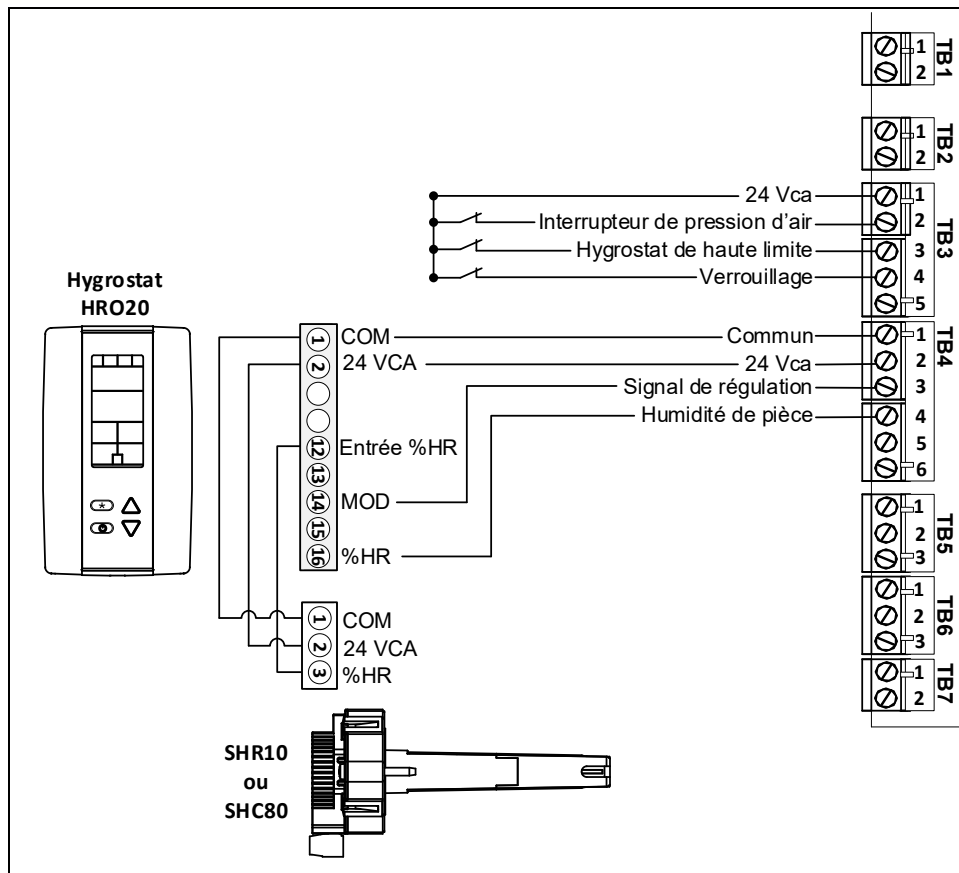 TB1
1
2
TB2
1
2
TB3
24 Vca 1
Interrupteur de pression d'air 2
Hygrostat de haute limite 3
Verrouillage 4
5
Hygrostat
HRO20
TB4
1 COM Commun 1
2 24 VCA 24 Vca 2
Signal de régulation 3
Humidité de pièce 4
12 Entrée %HR 5
13 6
14 MOD
15
16 %HR
TB5
1
2
3
TB6
1
2
3
TB7
1
2
1 COM
2 24 VCA
3 %HR
SHR10
ou
SHC80